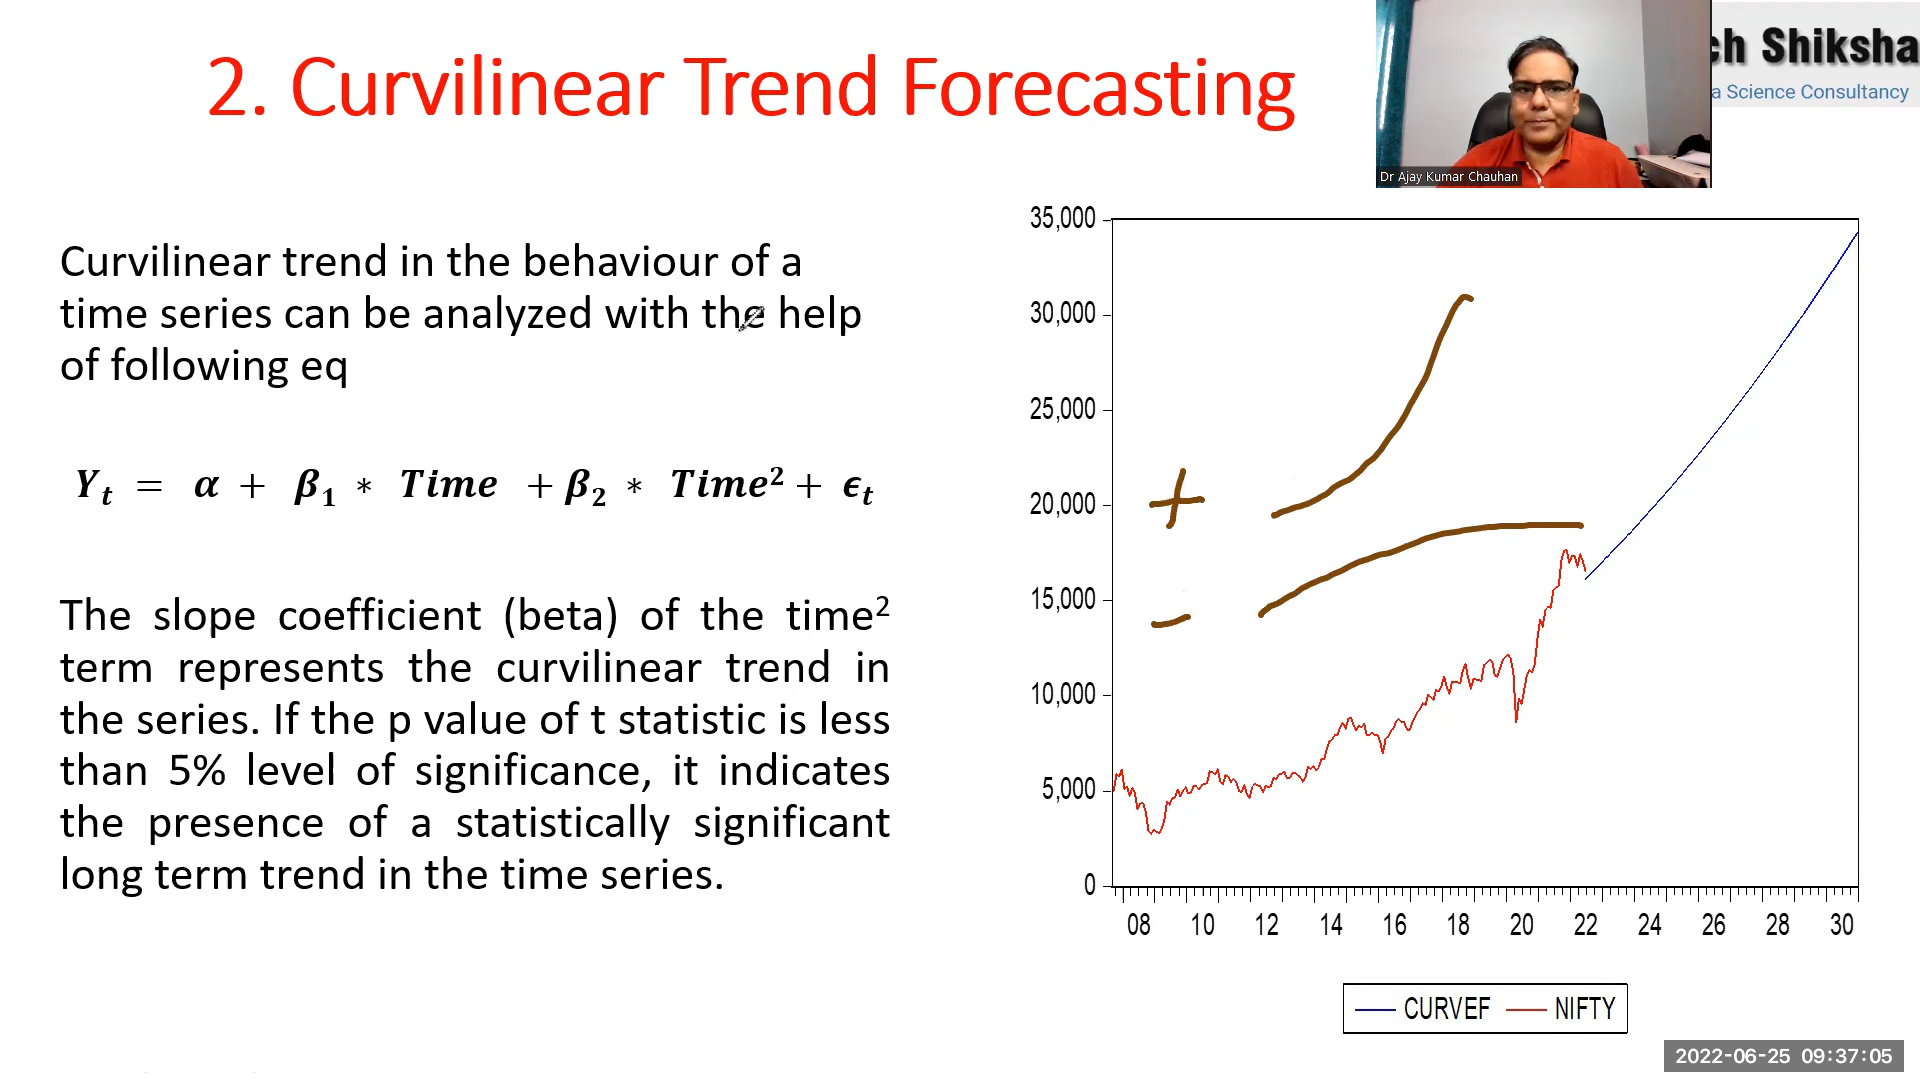 2. Curvilinear Trend Forecasting
ch Shiksha
a Science Consultancy
Dr Ajay Kumar Chauhan
Curvilinear trend in the behaviour of a
time series can be analyzed with the help
of following eq
Yₜ = α + β₁ * Time + β₂ * Time² + ϵₜ
The slope coefficient (beta) of the time²
term represents the curvilinear trend in
the series. If the p value of t statistic is less
than 5% level of significance, it indicates
the presence of a statistically significant
long term trend in the time series.
35,000
30,000
25,000
20,000
15,000
10,000
5,000
0
+
-
08 10 12 14 16 18 20 22 24 26 28 30
CURVEF NIFTY
2022-06-25 09:37:05